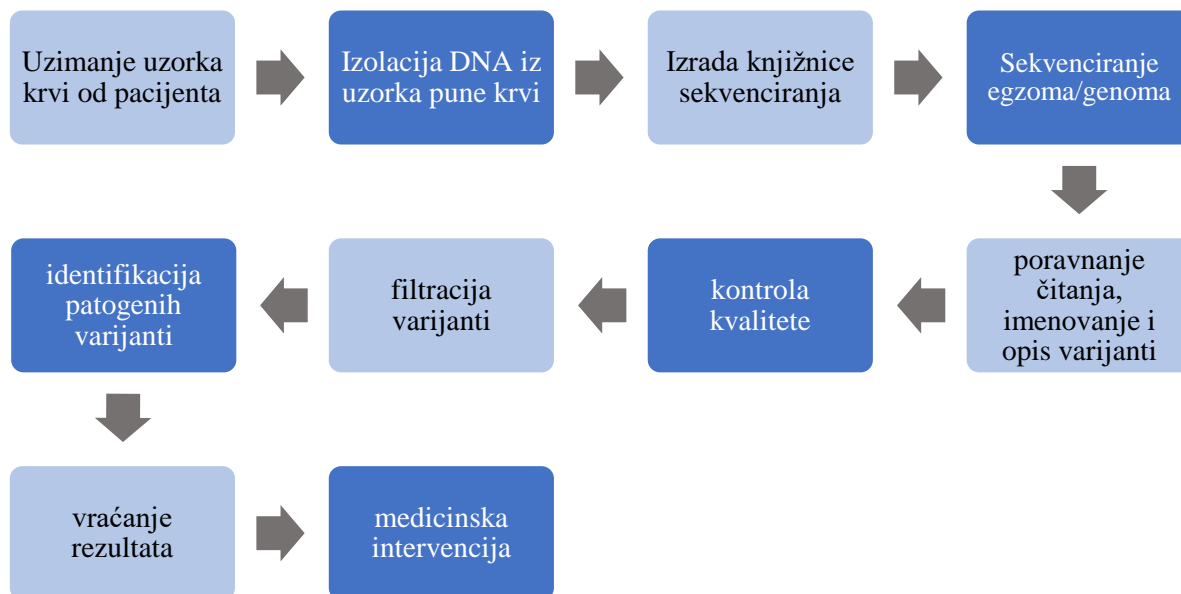 Uzimanje uzorka
krvi od pacijenta
Izolacija DNA iz
uzorka pune krvi
Izrada knjižnice
sekvenciranja
Sekvenciranje
egzoma/genoma
poravnanje
čitanja,
imenovanje i
opis varijanti
kontrola
kvalitete
filtracija
varijanti
identifikacija
patogenih
varijanti
vraćanje
rezultata
medicinska
intervencija